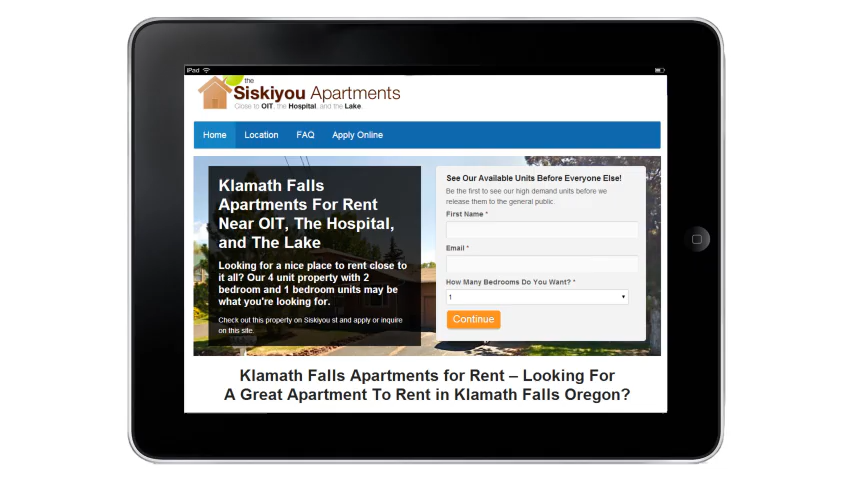 iPad
the
Siskiyou Apartments
Close to OIT, the Hospital, and the Lake.
Home Location FAQ Apply Online
Klamath Falls
Apartments For Rent
Near OIT, The Hospital,
and The Lake
Looking for a nice place to rent close to
it all? Our 4 unit property with 2
bedroom and 1 bedroom units may be
what you're looking for.
Check out this property on Siskiyou st and apply or inquire
on this site.
See Our Available Units Before Everyone Else!
Be the first to see our high demand units before we
release them to the general public.
First Name *
Email *
How Many Bedrooms Do You Want? *
1
Continue
Klamath Falls Apartments for Rent – Looking For
A Great Apartment To Rent in Klamath Falls Oregon?